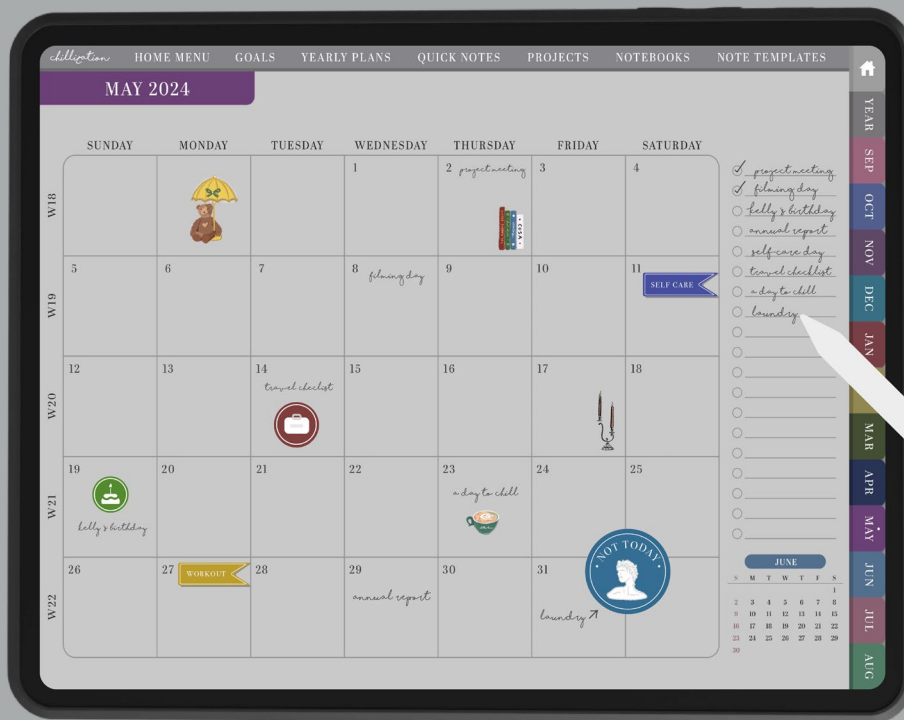 chillization HOME MENU GOALS YEARLY PLANS QUICK NOTES PROJECTS NOTEBOOKS NOTE TEMPLATES
MAY 2024
SUNDAY MONDAY TUESDAY WEDNESDAY THURSDAY FRIDAY SATURDAY
W18
1
2 project meeting
3
4
W19
5
6
7
8 filming day
9
10
11
SELF CARE
W20
12
13
14
travel checlist
15
16
17
18
W21
19
kelly's birthday
20
21
22
23
a day to chill
24
25
NOT TODAY
W22
26
27 WORKOUT
28
29
annual report
30
31
laundry
project meeting
filming day
kelly's birthday
annual report
self-care day
travel checklist
a day to chill
laundry
JUNE
S M T W T F S
1
2 3 4 5 6 7 8
9 10 11 12 13 14 15
16 17 18 19 20 21 22
23 24 25 26 27 28 29
30
YEAR
SEP
OCT
NOV
DEC
JAN
MAR
APR
MAY
JUN
JUL
AUG